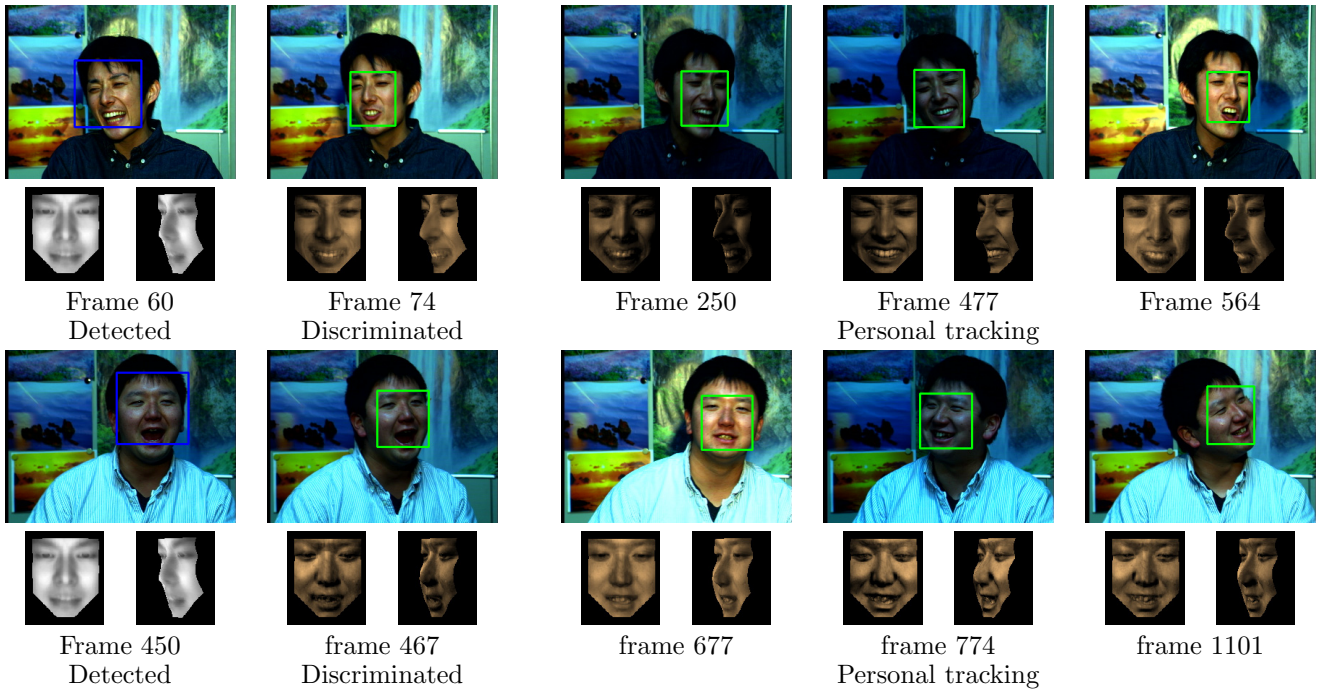 Frame 60
Detected
Frame 74
Discriminated
Frame 250
Frame 477
Personal tracking
Frame 564
Frame 450
Detected
frame 467
Discriminated
frame 677
frame 774
Personal tracking
frame 1101